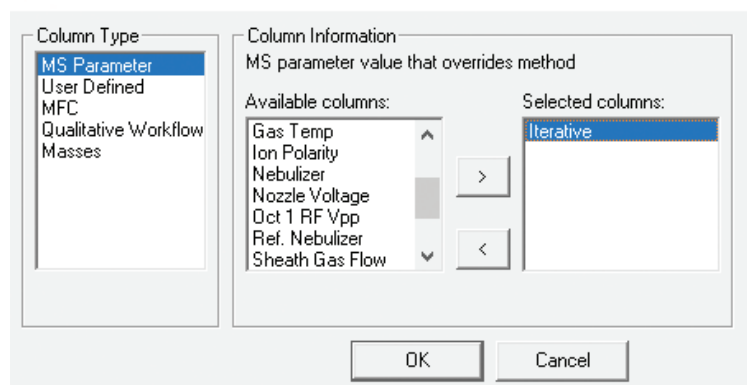 Column Type
MS Parameter
User Defined
MFC
Qualitative Workflow
Masses
Column Information
MS parameter value that overrides method
Available columns:
Gas Temp
Ion Polarity
Nebulizer
Nozzle Voltage
Oct 1 RF Vpp
Ref. Nebulizer
Sheath Gas Flow
>
<
Selected columns:
Iterative
OK
Cancel